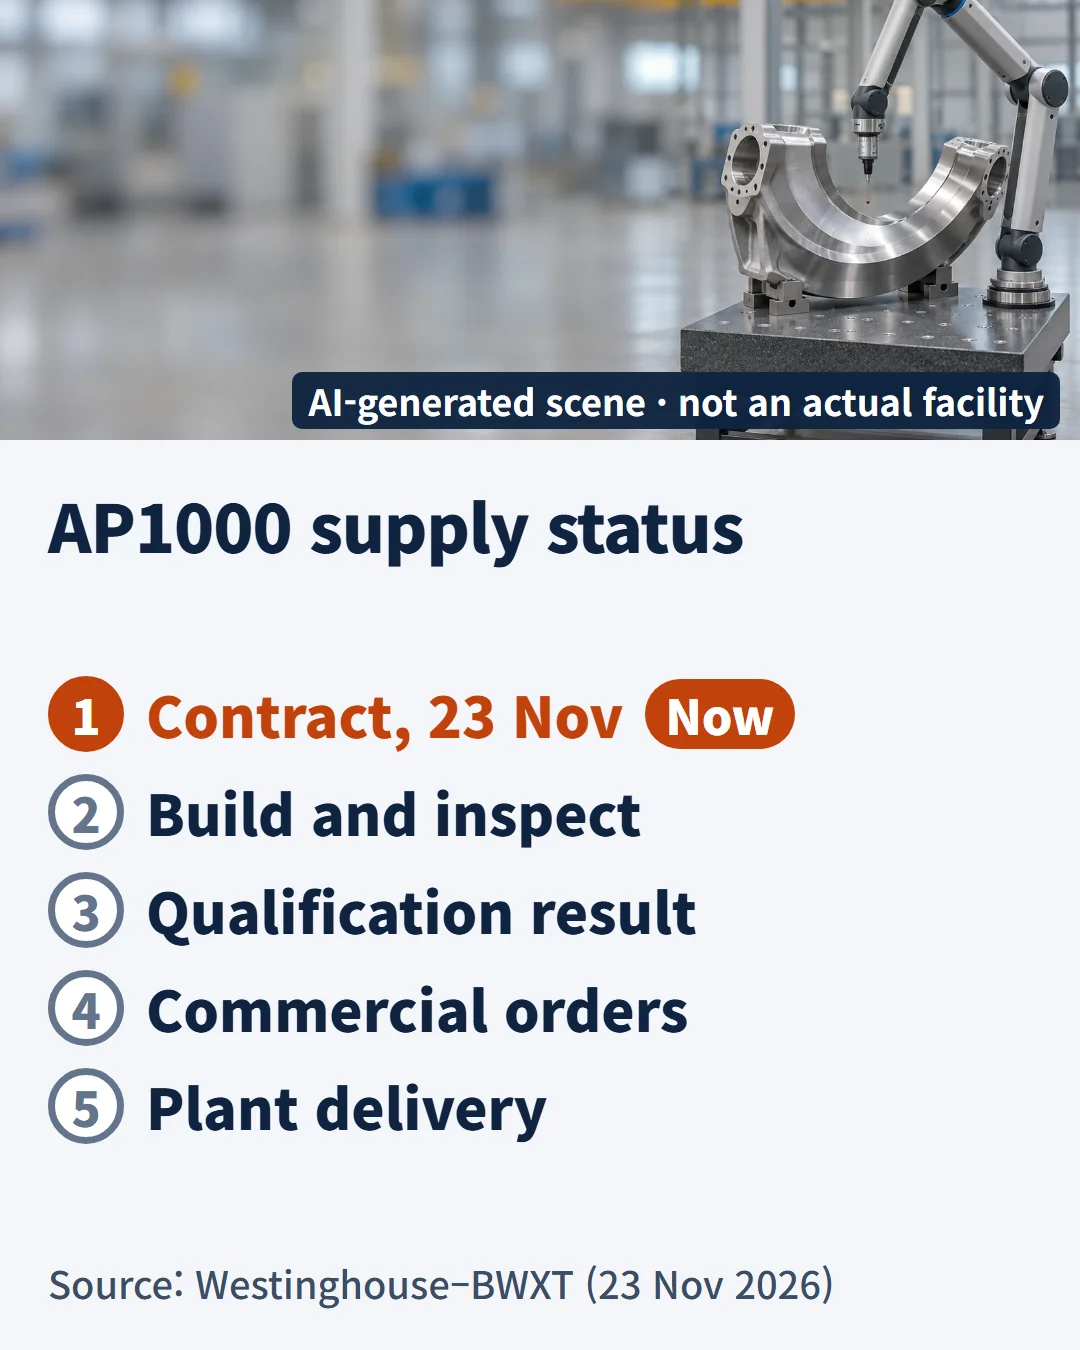 AI-generated scene · not an actual facility
AP1000 supply status
1 Contract, 23 Nov Now
2 Build and inspect
3 Qualification result
4 Commercial orders
5 Plant delivery
Source: Westinghouse–BWXT (23 Nov 2026)